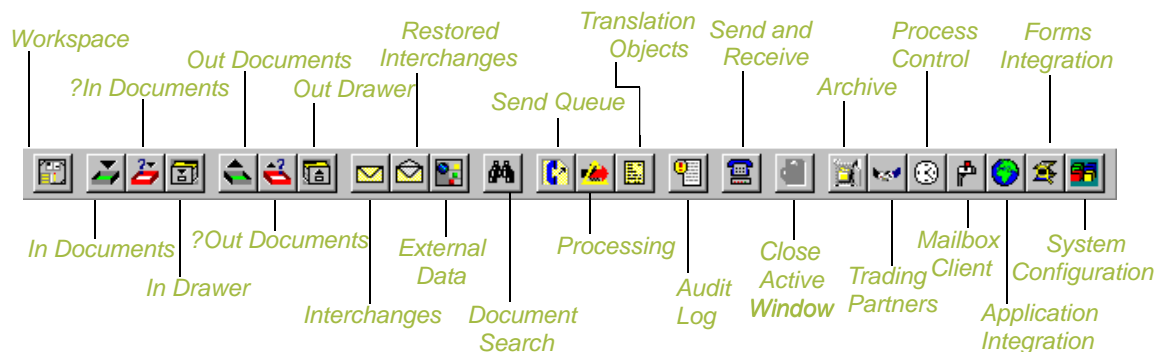 Workspace
?In Documents
Out Documents
Out Drawer
Restored
Interchanges
Send Queue
Translation
Objects
Send and
Receive
Archive
Process
Control
Forms
Integration
In Documents
In Drawer
?Out Documents
Interchanges
External
Data
Document
Search
Processing
Audit
Log
Close
Active
Window
Trading
Partners
Mailbox
Client
Application
Integration
System
Configuration